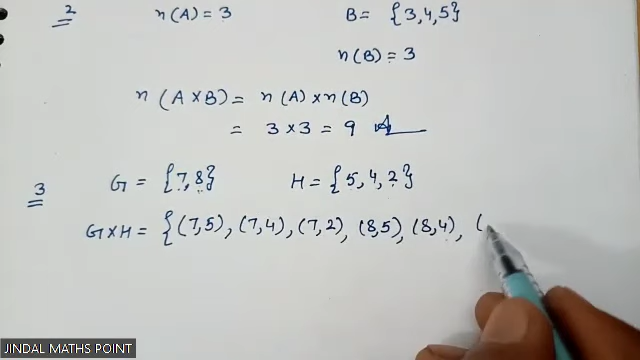 2 n(A) = 3 B = {3,4,5}
n(B) = 3
n(A×B) = n(A) × n(B)
= 3×3 = 9 A
3 G = {7,8} H = {5,4,2}
G×H = {(7,5), (7,4), (7,2), (8,5), (8,4), (
JINDAL MATHS POINT